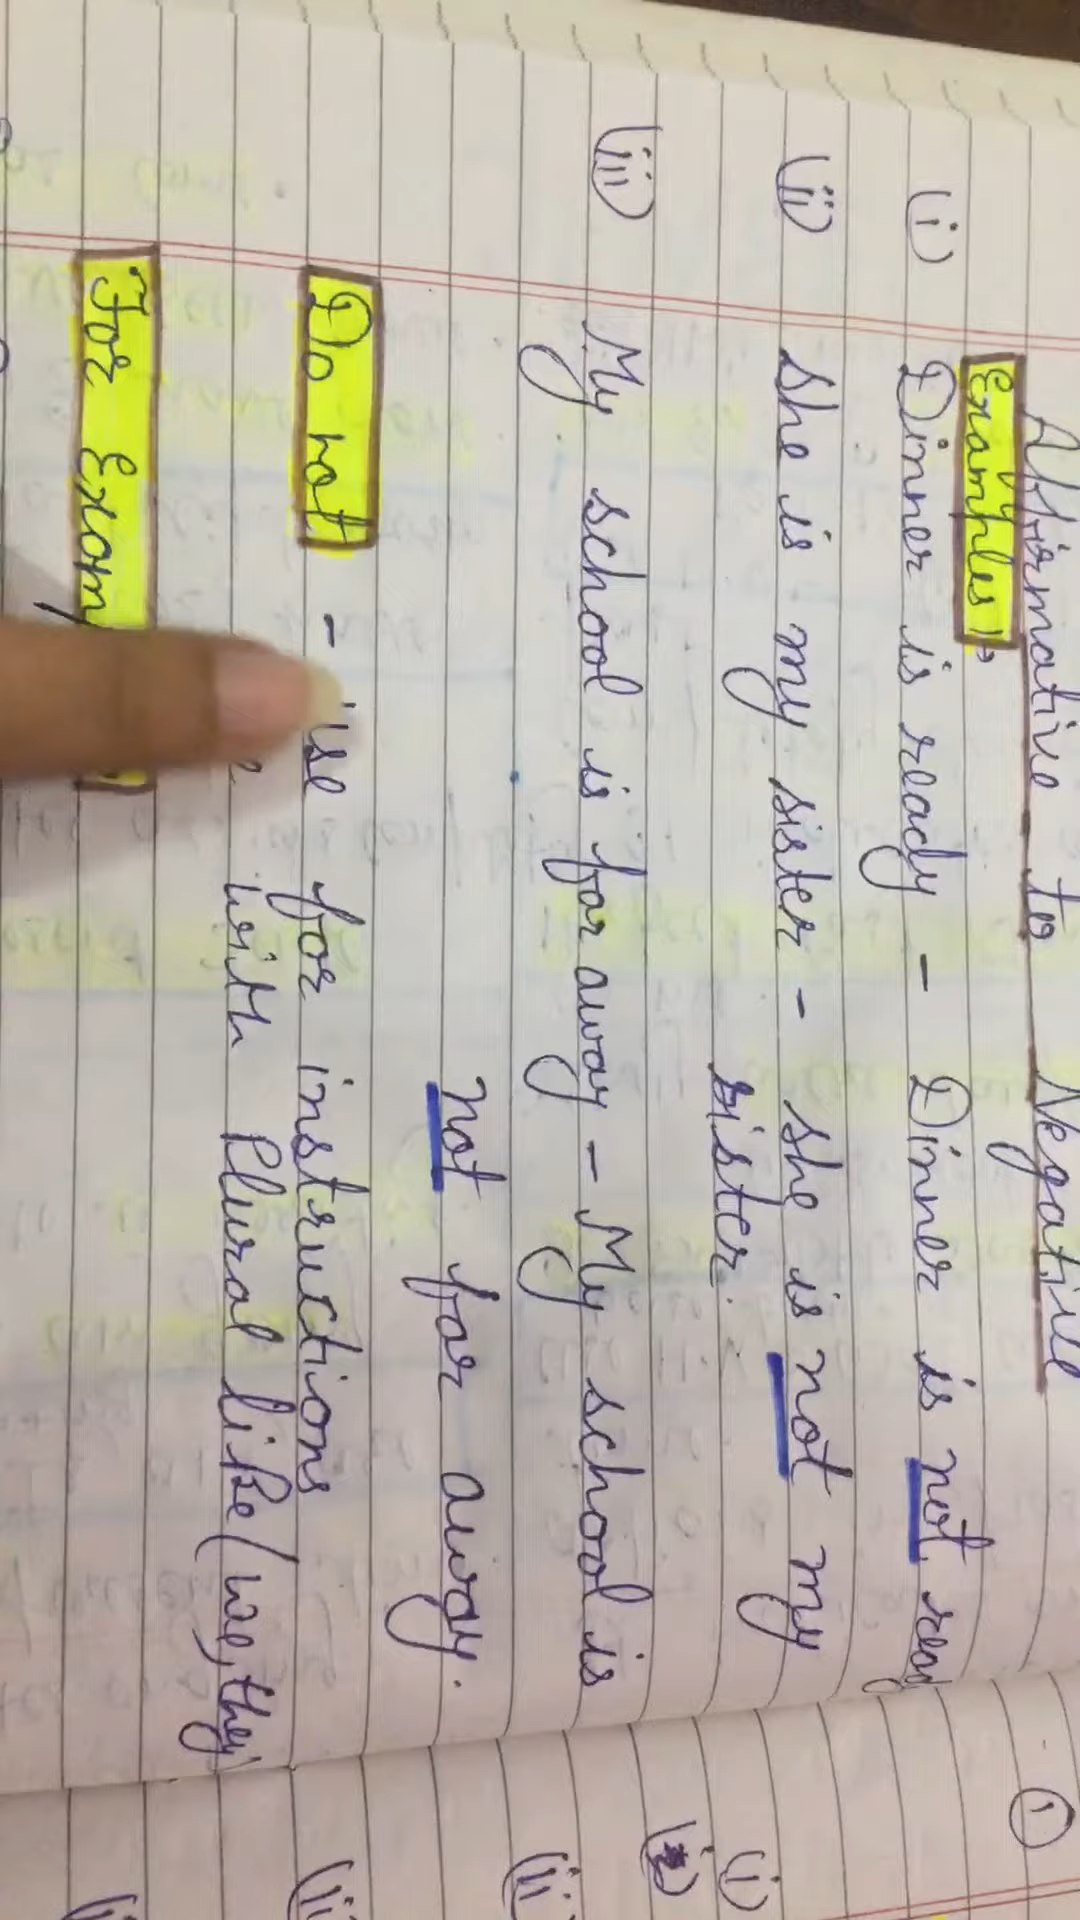 Affirmative to Negative
Examples :→
(i) Dinner is ready - Dinner is not
(ii) She is my sister - She is not my
sister.
(iii) My school is far away - My school is
not far away.
Do not - use for instructions
with Plural like (we, they
For
①
(i)
(ii